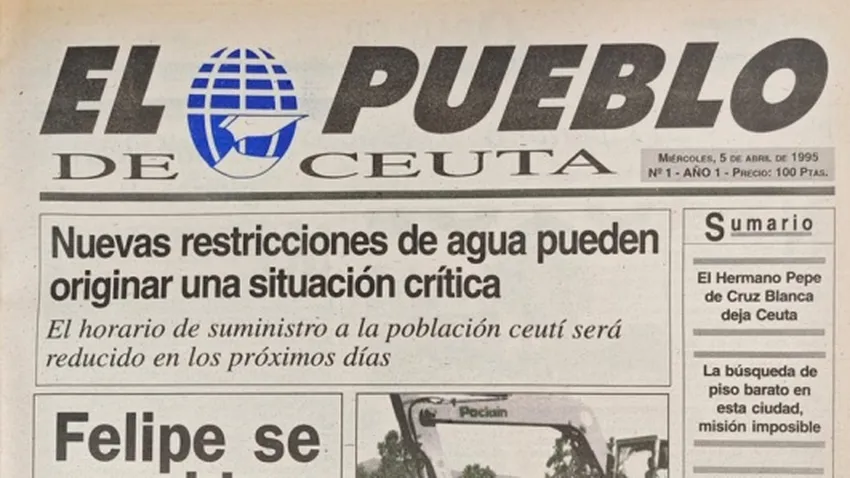 EL PUEBLO
DE CEUTA
MIÉRCOLES, 5 DE ABRIL DE 1995
Nº 1 - AÑO 1 - PRECIO: 100 PTAS.
Nuevas restricciones de agua pueden
originar una situación crítica
El horario de suministro a la población ceutí será
reducido en los próximos días
Sumario
El Hermano Pepe
de Cruz Blanca
deja Ceuta
La búsqueda de
piso barato en
esta ciudad,
misión imposible
Felipe se
Poclain